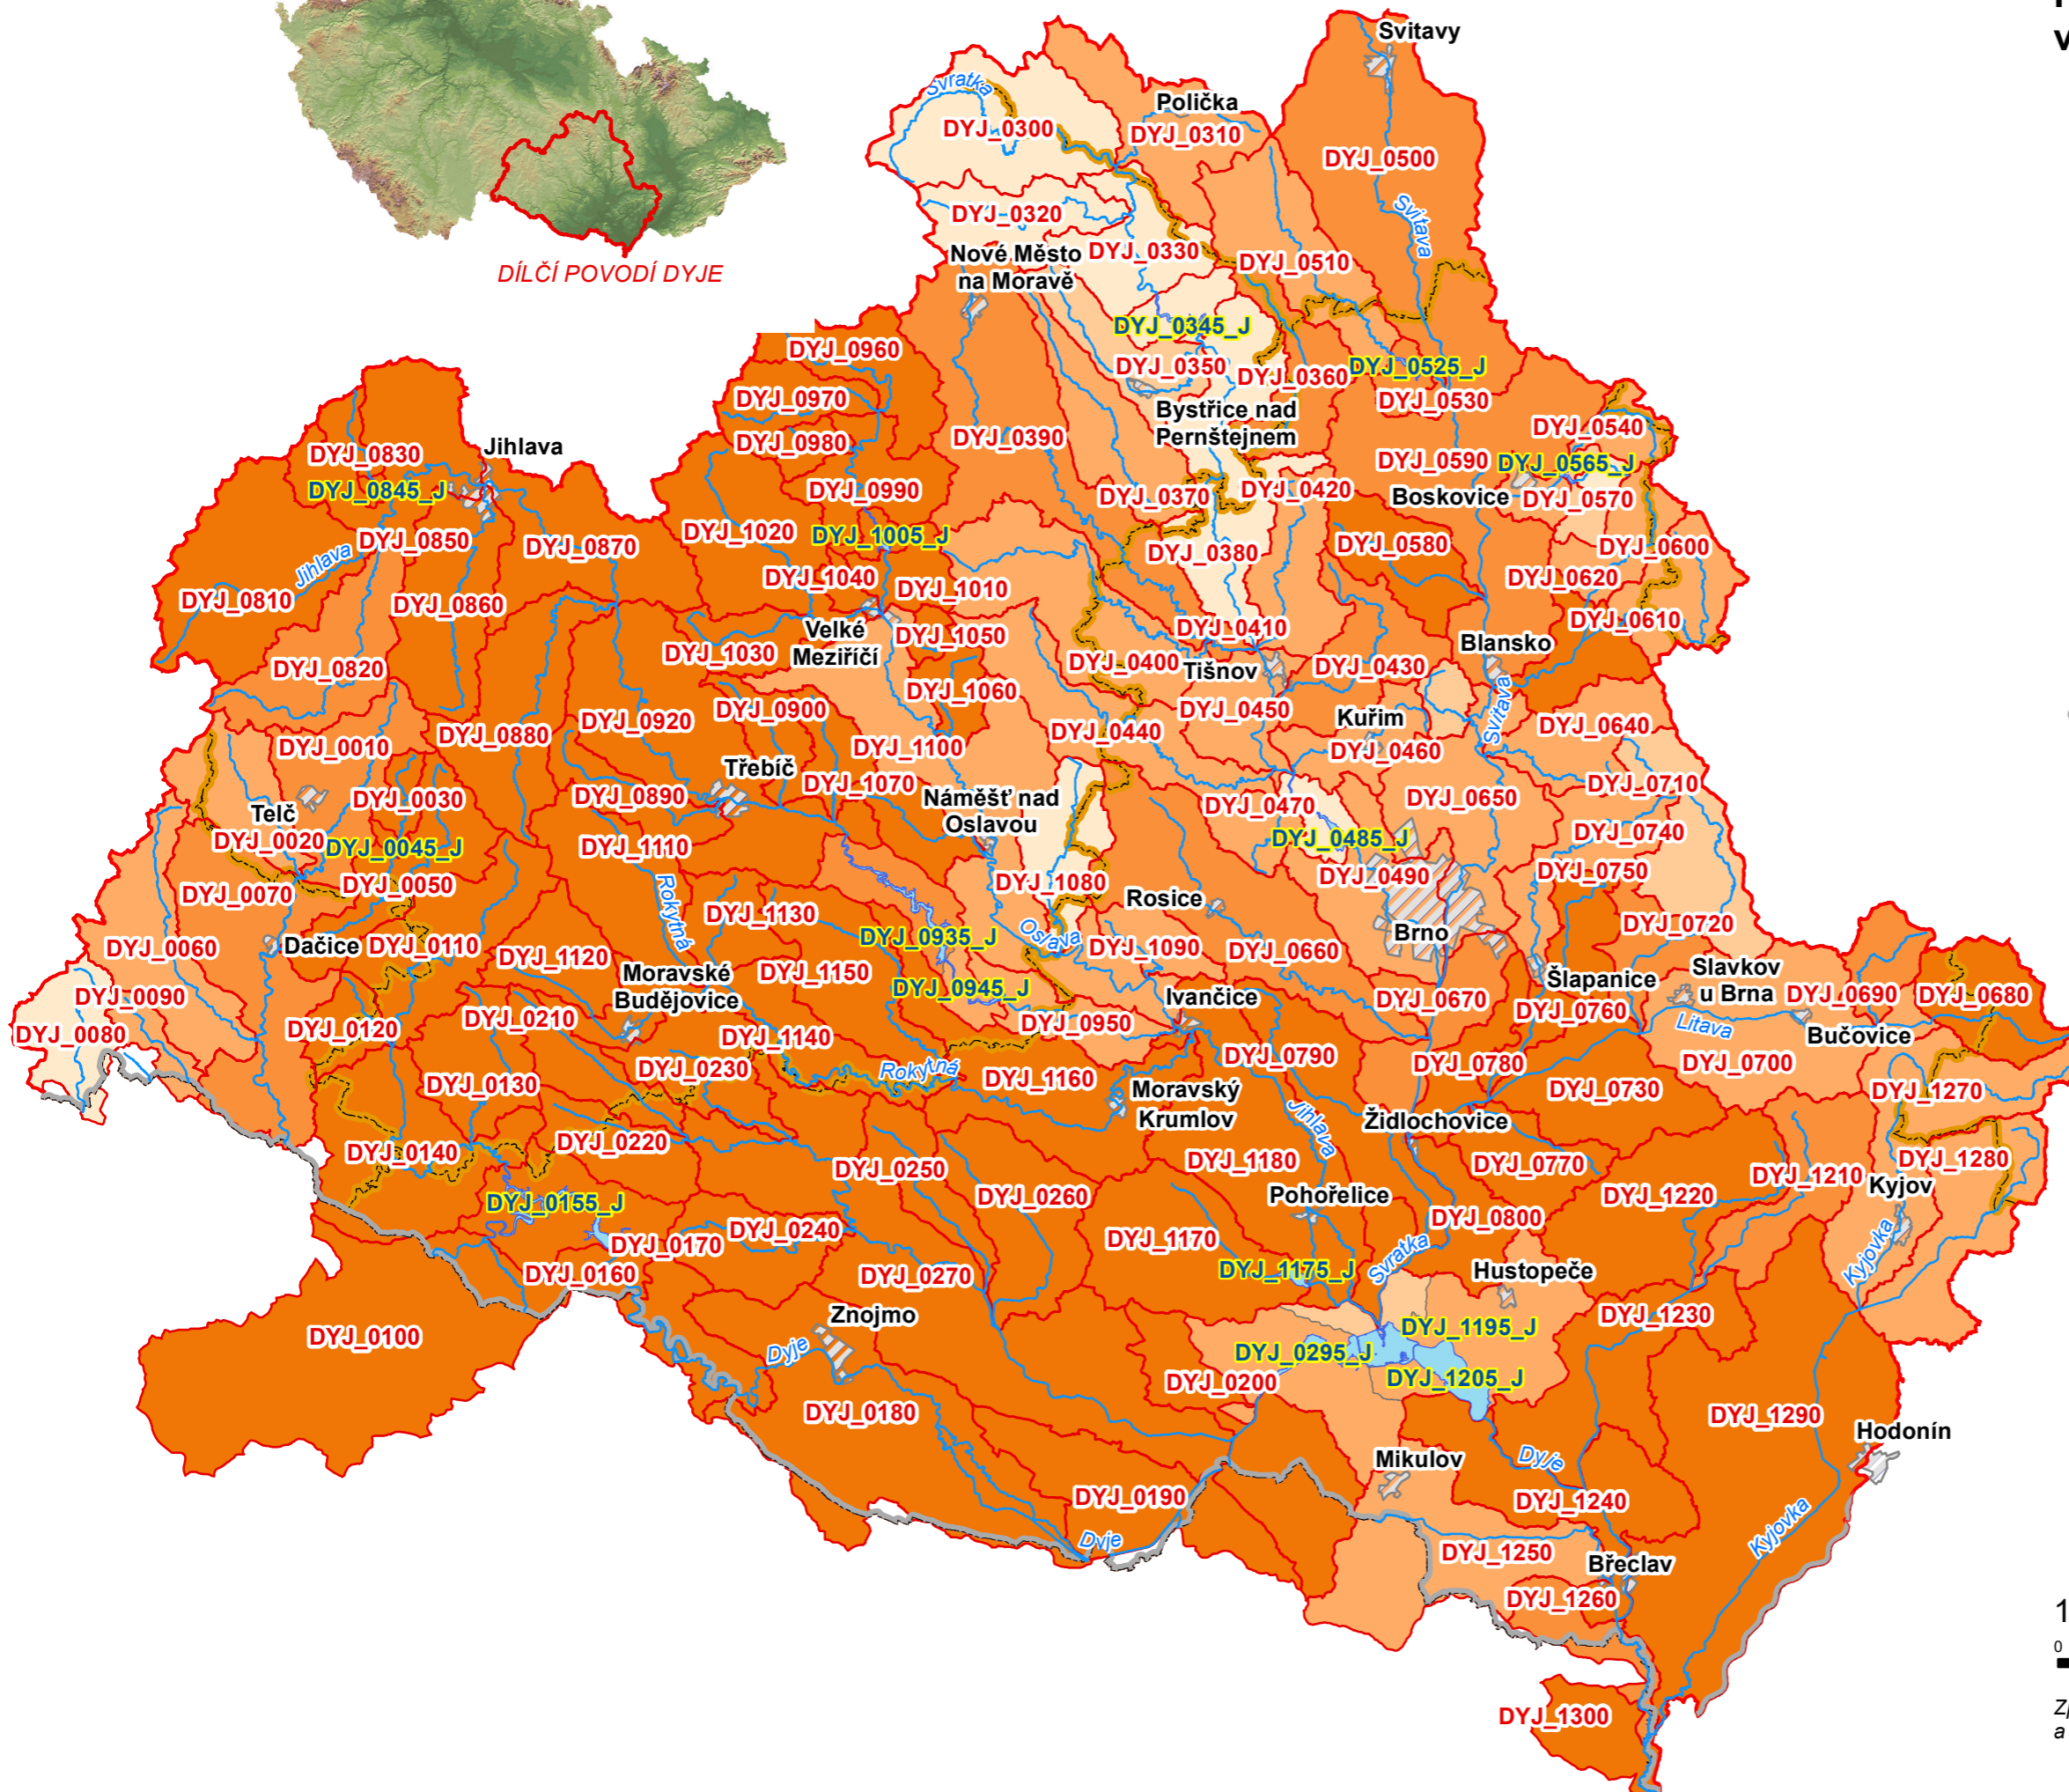 DÍLČÍ POVODÍ DYJE
Svitavy
v
Svratka
Polička
DYJ_0300
DYJ_0310
DYJ_0500
DYJ_0320
Svitava
Nové Město
na Moravě
DYJ_0330
DYJ_0510
DYJ_0345_J
DYJ_0960
DYJ_0350
DYJ_0360
DYJ_0525_J
DYJ_0970
DYJ_0530
Bystřice nad
Pernštejnem
DYJ_0540
DYJ_0980
DYJ_0390
Jihlava
DYJ_0830
DYJ_0590
DYJ_0565_J
DYJ_0845_J
DYJ_0990
DYJ_0370
DYJ_0420
Boskovice
DYJ_0570
DYJ_1020
DYJ_1005_J
DYJ_0850
DYJ_0870
DYJ_0380
DYJ_0580
DYJ_0600
Jihlava
DYJ_1040
DYJ_1010
DYJ_0620
DYJ_0810
DYJ_0860
DYJ_0610
Velké
Meziříčí
DYJ_1050
DYJ_0410
Blansko
DYJ_1030
DYJ_0820
DYJ_0400
Tišnov
DYJ_0430
DYJ_1060
DYJ_0900
DYJ_0450
Kuřim
Svitava
DYJ_0920
DYJ_0640
DYJ_0880
DYJ_0440
DYJ_0010
DYJ_1100
DYJ_0460
Třebíč
DYJ_1070
DYJ_0710
DYJ_0030
DYJ_0890
Náměšť nad
Oslavou
DYJ_0470
DYJ_0650
Telč
DYJ_0020
DYJ_0045_J
DYJ_1110
DYJ_0485_J
DYJ_0740
DYJ_0070
DYJ_0050
DYJ_1080
DYJ_0490
DYJ_0750
Rokytná
DYJ_1130
Rosice
DYJ_0720
DYJ_0060
Dačice
DYJ_0110
DYJ_0935_J
Oslava
DYJ_1090
DYJ_0660
Brno
DYJ_1120
Moravské
Budějovice
DYJ_1150
DYJ_0945_J
Šlapanice
Slavkov
u Brna
DYJ_0690
DYJ_0680
DYJ_0090
Ivančice
DYJ_0670
DYJ_0080
DYJ_0120
DYJ_0210
DYJ_1140
DYJ_0950
DYJ_0760
Litava
Bučovice
DYJ_0130
DYJ_0230
Rokytná
DYJ_1160
DYJ_0790
DYJ_0780
DYJ_0700
DYJ_0730
DYJ_1270
Moravský
Krumlov
Jihlava
Židlochovice
DYJ_0140
DYJ_0220
DYJ_0250
DYJ_1180
DYJ_0770
DYJ_1210
DYJ_1280
Kyjov
DYJ_0155_J
DYJ_0260
Pohořelice
DYJ_1220
DYJ_0170
DYJ_0240
DYJ_1170
DYJ_0800
DYJ_0160
DYJ_0270
DYJ_1175_J
Svratka
Hustopeče
Kyjovka
DYJ_0100
Znojmo
DYJ_1230
Dyje
DYJ_1195_J
DYJ_0295_J
DYJ_0200
DYJ_1205_J
DYJ_0180
DYJ_1290
Hodonín
Mikulov
Dyje
DYJ_0190
DYJ_1240
Dyje
Kyjovka
DYJ_1250
Břeclav
DYJ_1260
1
0
DYJ_1300
a